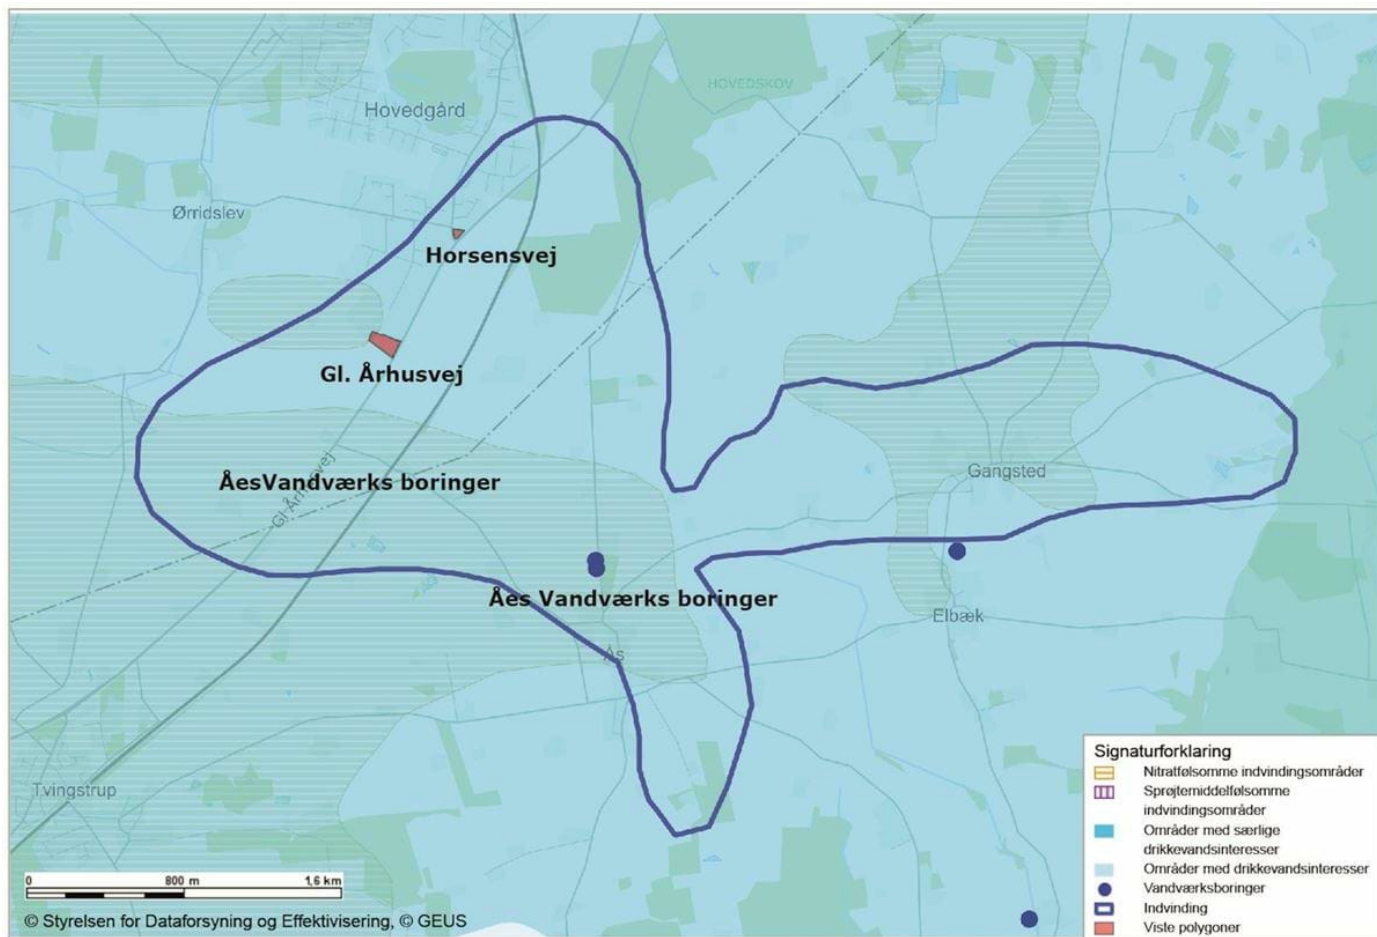 HOVEDSKOV
Hovedgård
Ørridslev
Horsensvej
Gl. Århusvej
Gangsted
ÅesVandværks boringer
Gl Århusvej
Åes Vandværks boringer
Elbæk
Ås
Tvingstrup
Signaturforklaring
Nitratfølsomme indvindingsområder
Sprøjtemiddelfølsomme
indvindingsområder
Områder med særlige
drikkevandsinteresser
Områder med drikkevandsinteresser
Vandværksboringer
Indvinding
Viste polygoner
0 800 m 1,6 km
© Styrelsen for Dataforsyning og Effektivisering, © GEUS